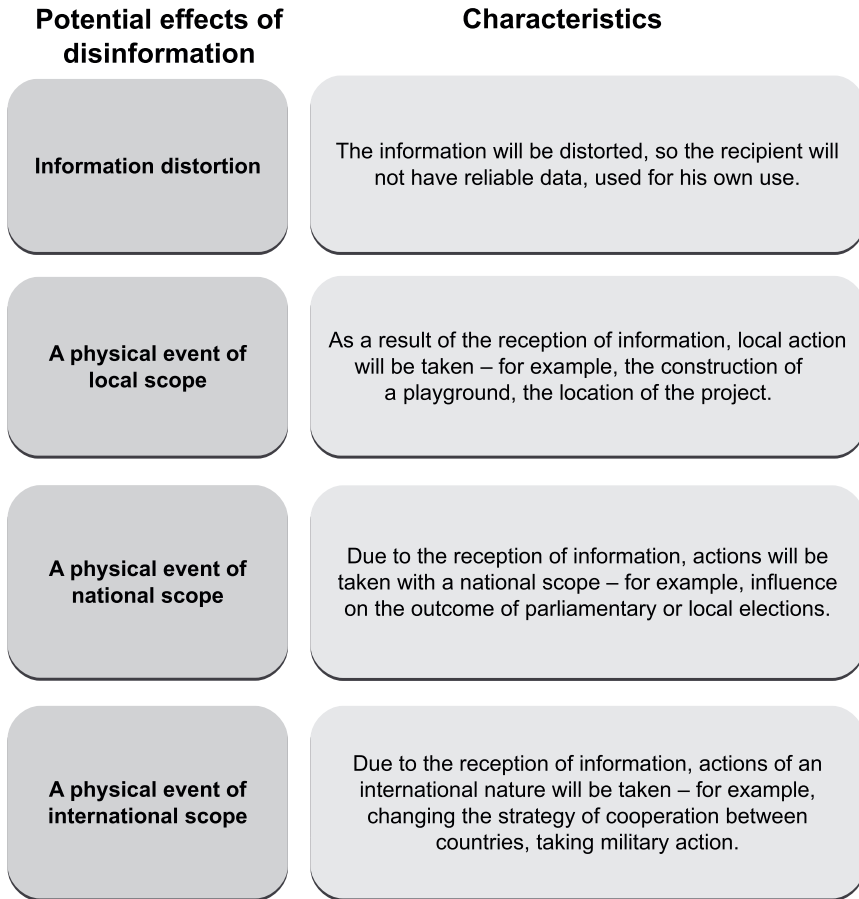 Potential effects of
disinformation
Characteristics
Information distortion
The information will be distorted, so the recipient will
not have reliable data, used for his own use.
A physical event of
local scope
As a result of the reception of information, local action
will be taken – for example, the construction of
a playground, the location of the project.
A physical event of
national scope
Due to the reception of information, actions will be
taken with a national scope – for example, influence
on the outcome of parliamentary or local elections.
A physical event of
international scope
Due to the reception of information, actions of an
international nature will be taken – for example,
changing the strategy of cooperation between
countries, taking military action.